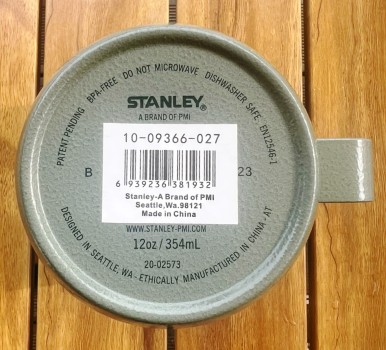 PATENT PENDING BPA-FREE DO NOT MICROWAVE DISHWASHER SAFE, EN12546-1
STANLEY®
A BRAND OF PMI
10-09366-027
B 23
6 939236 381932
Stanley-A Brand of PMI
Seattle,Wa.98121
Made in China
WWW.STANLEY-PMI.COM
12oz / 354mL
20-02573
DESIGNED IN SEATTLE, WA - ETHICALLY MANUFACTURED IN CHINA - AT